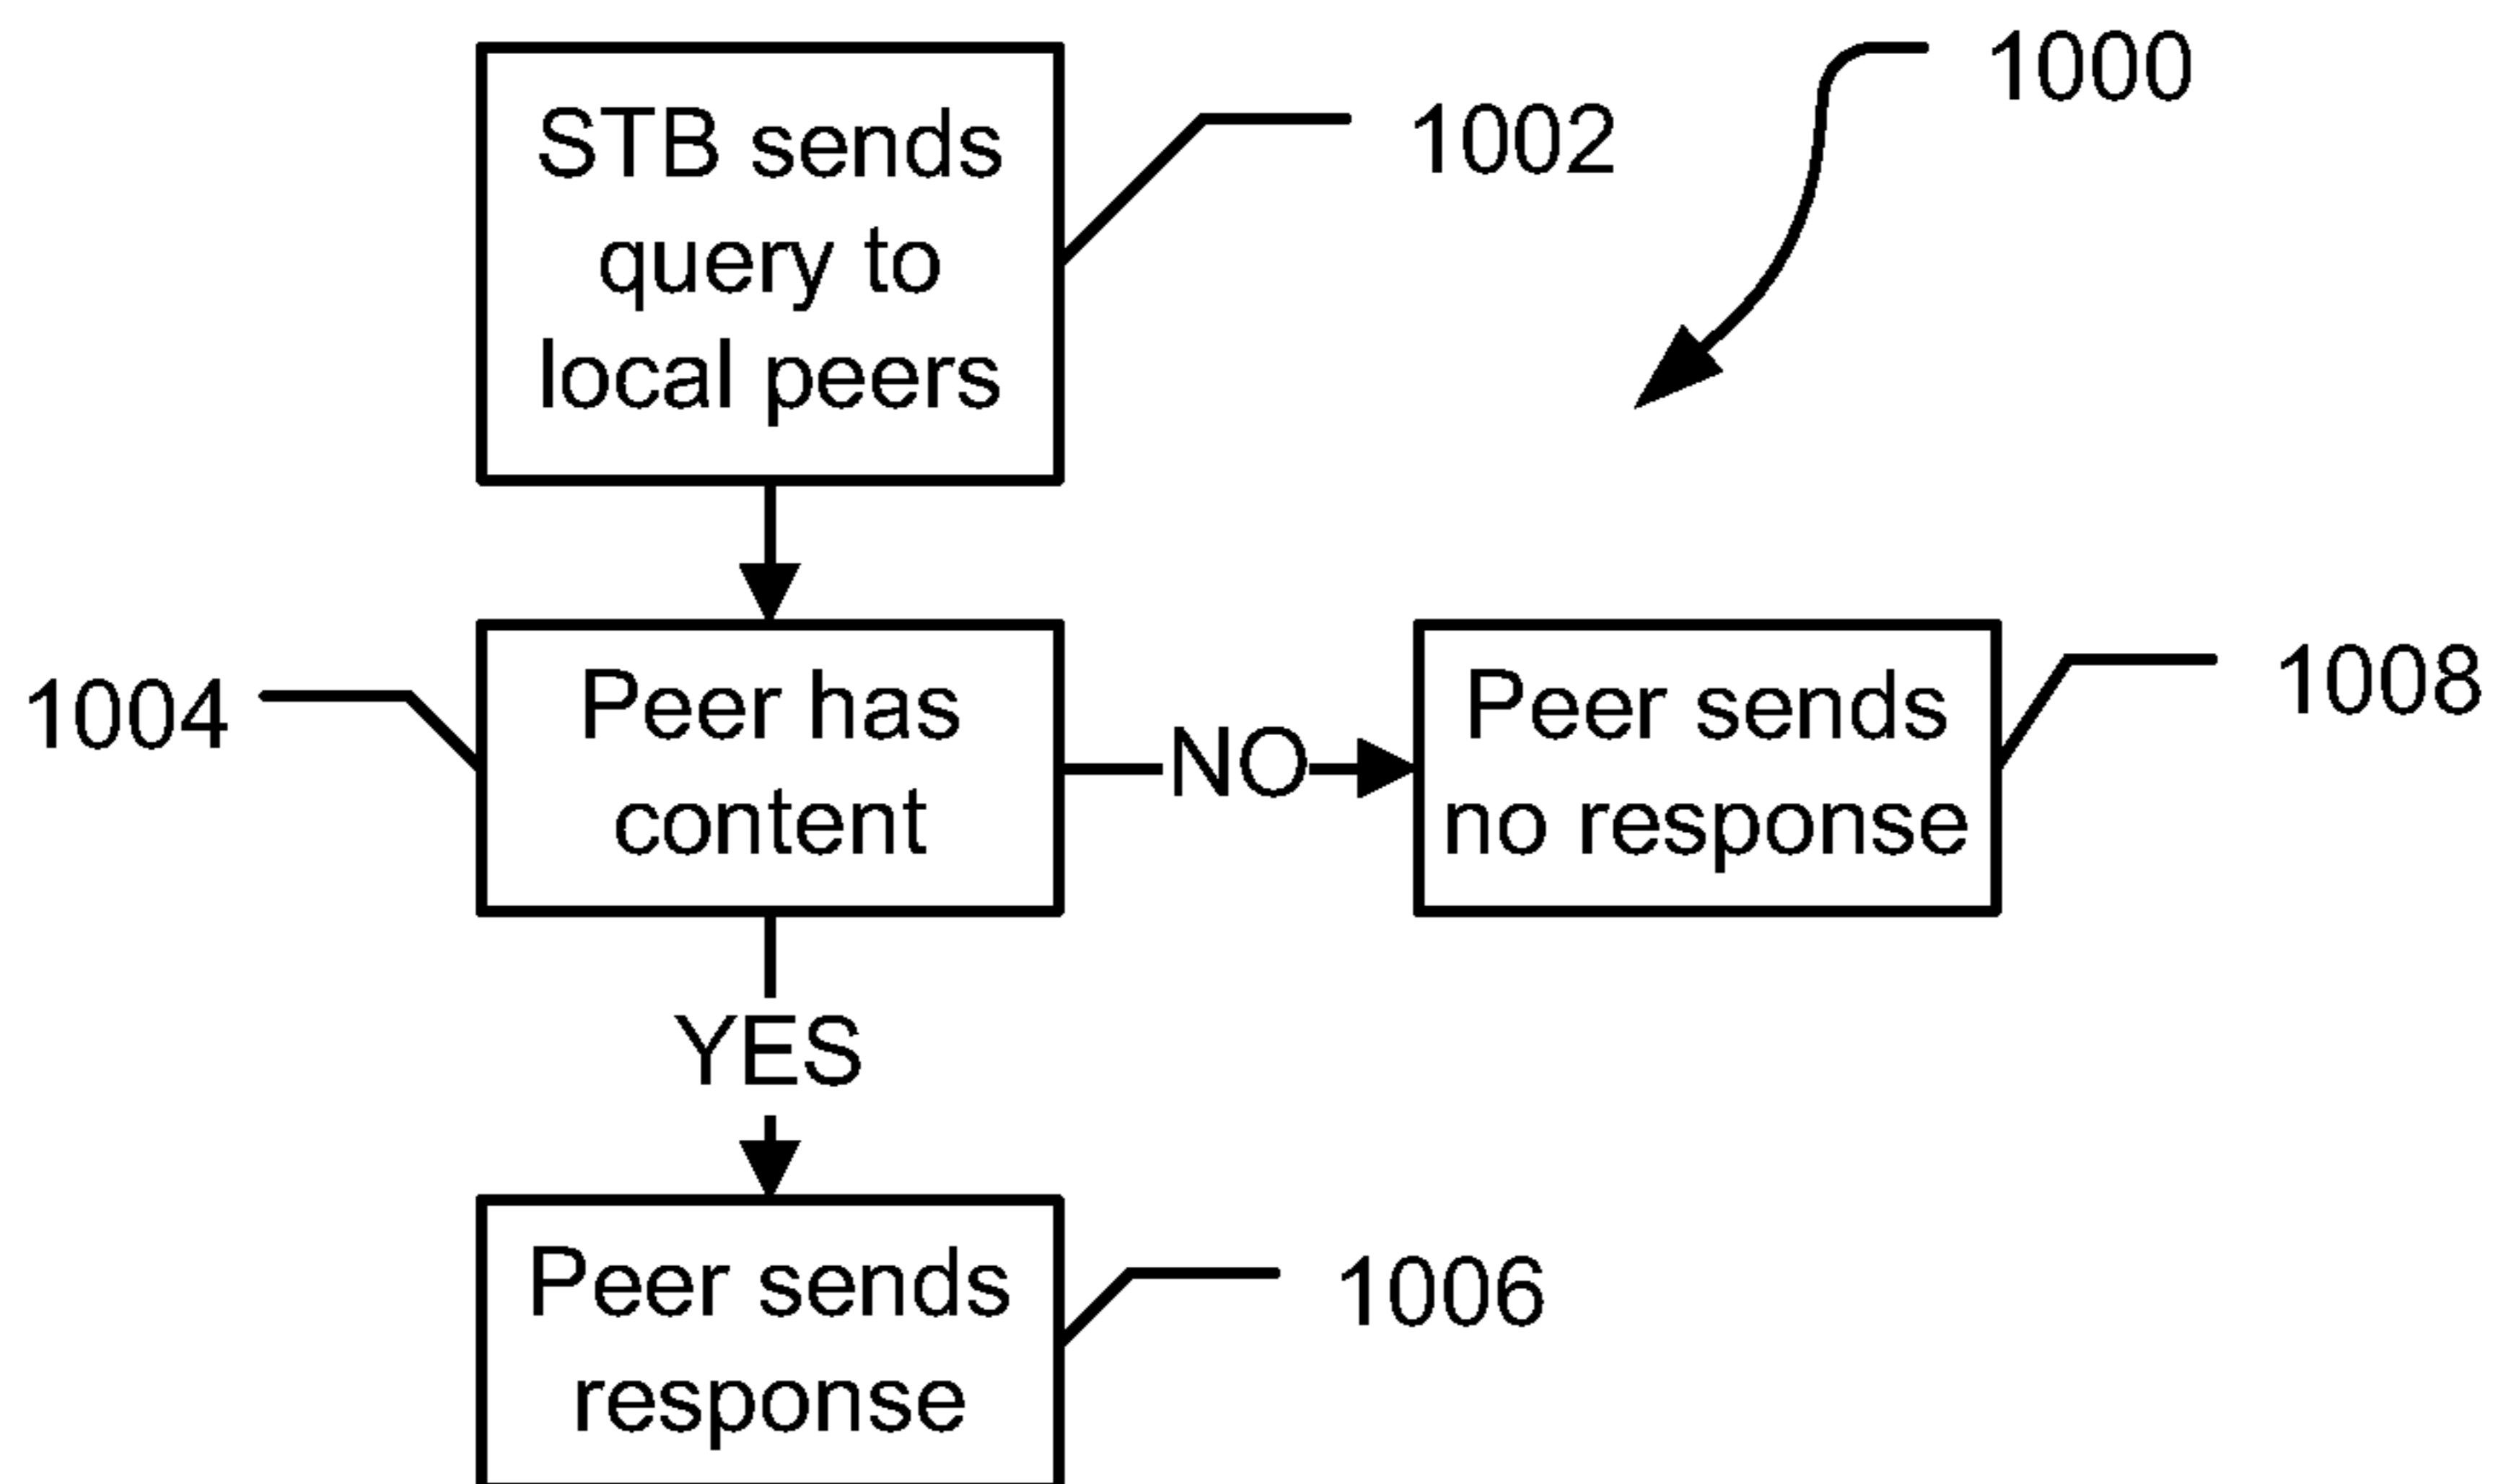 1000
STB sends
query to
local peers
1002
Peer has
content
1004
NO
Peer sends
no response
1008
YES
Peer sends
response
1006